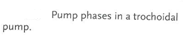 Pump phases in a trochoidal
pump.